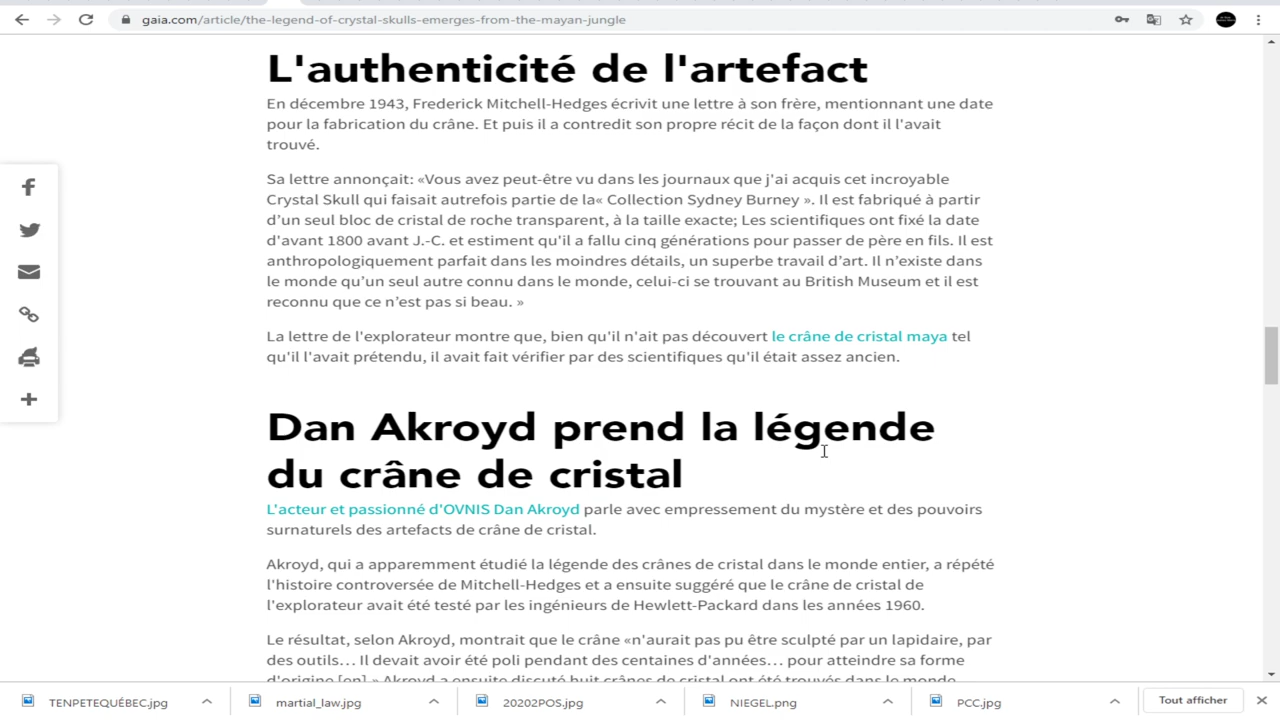 gaia.com/article/the-legend-of-crystal-skulls-emerges-from-the-mayan-jungle
L'authenticité de l'artefact
En décembre 1943, Frederick Mitchell-Hedges écrivit une lettre à son frère, mentionnant une date
pour la fabrication du crâne. Et puis il a contredit son propre récit de la façon dont il l'avait
trouvé.
Sa lettre annonçait: «Vous avez peut-être vu dans les journaux que j'ai acquis cet incroyable
Crystal Skull qui faisait autrefois partie de la« Collection Sydney Burney ». Il est fabriqué à partir
d’un seul bloc de cristal de roche transparent, à la taille exacte; Les scientifiques ont fixé la date
d'avant 1800 avant J.-C. et estiment qu'il a fallu cinq générations pour passer de père en fils. Il est
anthropologiquement parfait dans les moindres détails, un superbe travail d’art. Il n’existe dans
le monde qu’un seul autre connu dans le monde, celui-ci se trouvant au British Museum et il est
reconnu que ce n’est pas si beau. »
La lettre de l'explorateur montre que, bien qu'il n'ait pas découvert le crâne de cristal maya tel
qu'il l'avait prétendu, il avait fait vérifier par des scientifiques qu'il était assez ancien.
Dan Akroyd prend la légende
du crâne de cristal
L'acteur et passionné d'OVNIS Dan Akroyd parle avec empressement du mystère et des pouvoirs
surnaturels des artefacts de crâne de cristal.
Akroyd, qui a apparemment étudié la légende des crânes de cristal dans le monde entier, a répété
l'histoire controversée de Mitchell-Hedges et a ensuite suggéré que le crâne de cristal de
l'explorateur avait été testé par les ingénieurs de Hewlett-Packard dans les années 1960.
Le résultat, selon Akroyd, montrait que le crâne «n'aurait pas pu être sculpté par un lapidaire, par
des outils… Il devait avoir été poli pendant des centaines d'années… pour atteindre sa forme
d'origine [en].» Akroyd a ensuite discuté huit crânes de cristal ont été trouvés dans le monde
TENPETEQUÉBEC.jpg
martial_law.jpg
20202POS.jpg
NIEGEL.png
PCC.jpg
Tout afficher